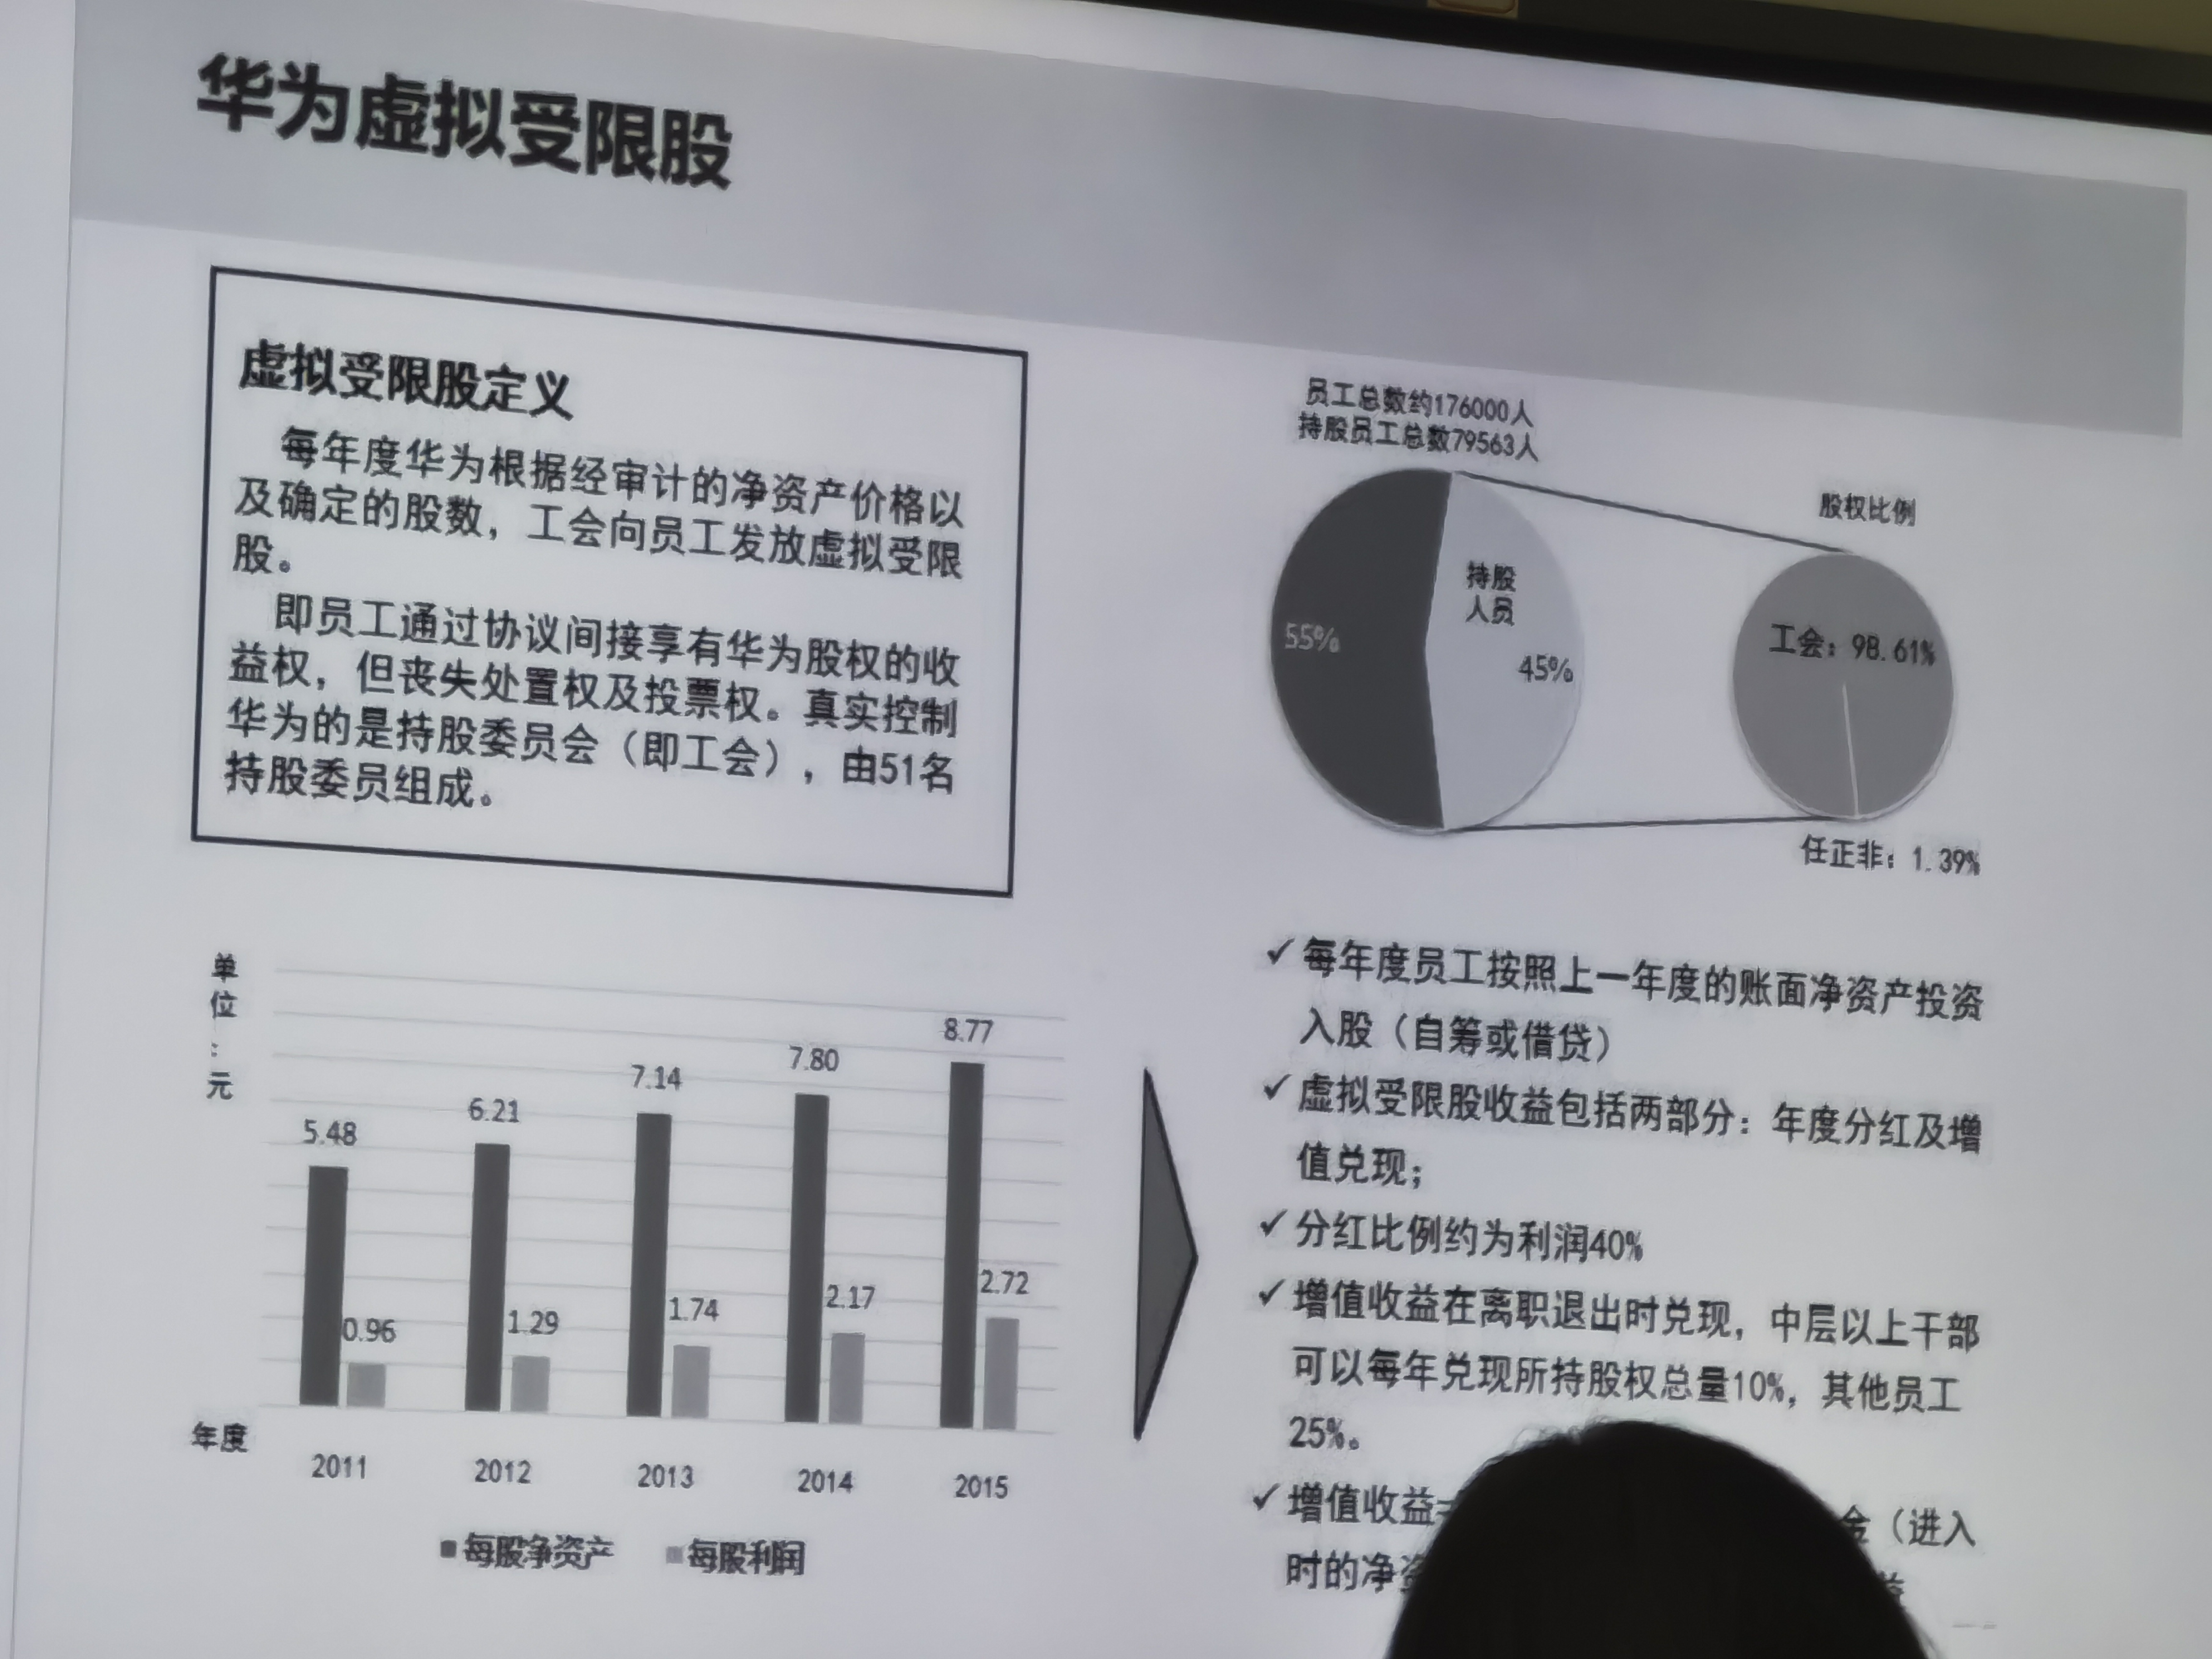 华为虚拟受限股
虚拟受限股定义
每年度华为根据经审计的净资产价格以
及确定的股数，工会向员工发放虚拟受限
股。
即员工通过协议间接享有华为股权的收
益权，但丧失处置权及投票权。真实控制
华为的是持股委员会（即工会），由51名
持股委员组成。
员工总数约176000人
持股员工总数79563人
55%
持股
人员
45%
股权比例
工会：98.61%
任正非：1.39%
单
位
：
元
5.48
0.96
6.21
1.29
7.14
1.74
7.80
2.17
8.77
2.72
年度
2011
2012
2013
2014
2015
■每股净资产
■每股利润
✓每年度员工按照上一年度的账面净资产投资
入股（自筹或借贷）
✓虚拟受限股收益包括两部分：年度分红及增
值兑现；
✓分红比例约为利润40%
✓增值收益在离职退出时兑现，中层以上干部
可以每年兑现所持股权总量10%，其他员工
25%。
✓增值收益 金（进入
时的净